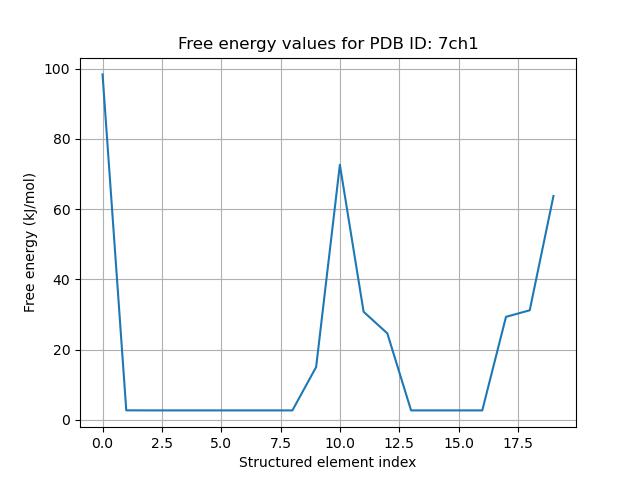 Free energy values for PDB ID: 7ch1
100
80
60
40
20
0
Free energy (kJ/mol)
0.0 2.5 5.0 7.5 10.0 12.5 15.0 17.5
Structured element index